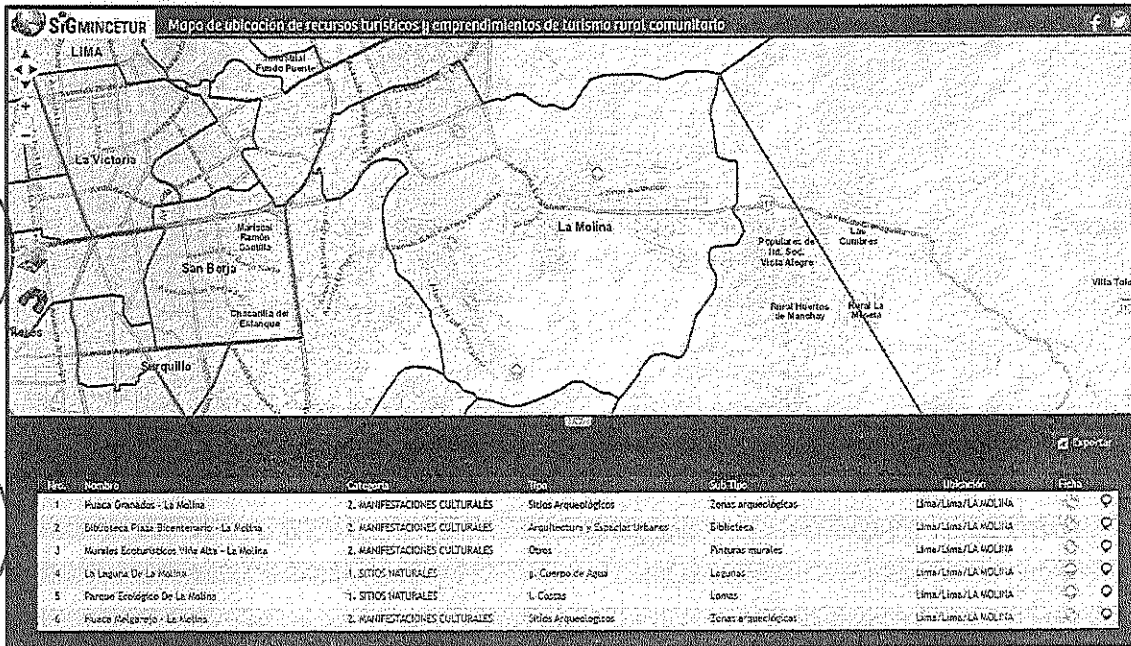 SIGMINCETUR
Mapa de ubicación de recursos turísticos y emprendimientos de turismo rural comunitario
LIMA
Fundo Puente
La Victoria
Mariscal
Ramón
Castilla
San Borja
Chacarilla del
Estanque
Surquillo
La Molina
Populares de
Vista Alegre
Las
Cumbres
Rural Huertos
de Manchay
Rural La
Meseta
Exportar
Nro. Nombre Categoría Tipo Sub Tipo Ubicación Ficha
1 Huaca Granados - La Molina 2. MANIFESTACIONES CULTURALES Sitios Arqueológicos Zonas arqueológicas Lima/Lima/LA MOLINA
2 Biblioteca Plaza Bicentenario - La Molina 2. MANIFESTACIONES CULTURALES Arquitectura y Espacios Urbanos Biblioteca Lima/Lima/LA MOLINA
3 Murales Ecoturísticos Viña Alta - La Molina 2. MANIFESTACIONES CULTURALES Otros Pinturas murales Lima/Lima/LA MOLINA
4 La Laguna De La Molina 1. SITIOS NATURALES g. Cuerpo de Agua Lagunas Lima/Lima/LA MOLINA
5 Parque Ecológico De La Molina 1. SITIOS NATURALES l. Costas Lomas Lima/Lima/LA MOLINA
6 Huaca Melgarejo - La Molina 2. MANIFESTACIONES CULTURALES Sitios Arqueológicos Zonas arqueológicas Lima/Lima/LA MOLINA